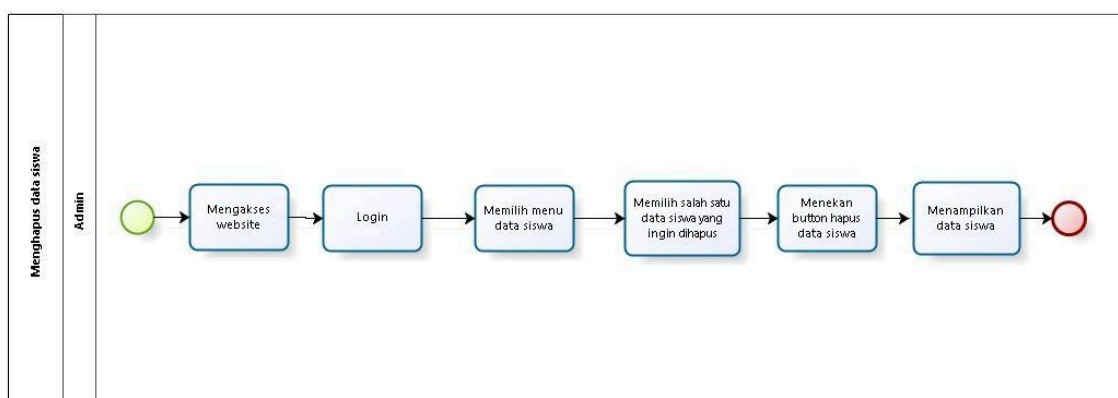 Menghapus data siswa
Admin
Mengakses
website
Login
Memilih menu
data siswa
Memilih salah satu
data siswa yang
ingin dihapus
Menekan
button hapus
data siswa
Menampilkan
data siswa